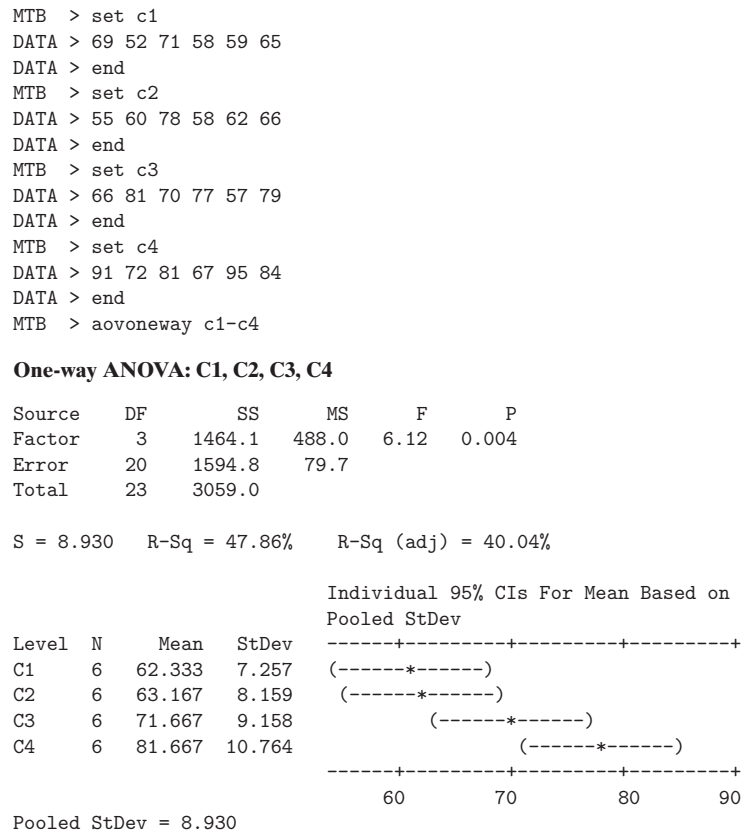 MTB > set c1
DATA > 69 52 71 58 59 65
DATA > end
MTB > set c2
DATA > 55 60 78 58 62 66
DATA > end
MTB > set c3
DATA > 66 81 70 77 57 79
DATA > end
MTB > set c4
DATA > 91 72 81 67 95 84
DATA > end
MTB > aovoneway c1-c4
One-way ANOVA: C1, C2, C3, C4
Source DF SS MS F P
Factor 3 1464.1 488.0 6.12 0.004
Error 20 1594.8 79.7
Total 23 3059.0
S = 8.930 R-Sq = 47.86% R-Sq (adj) = 40.04%
Individual 95% CIs For Mean Based on
Pooled StDev
Level N Mean StDev ------+---------+---------+---------+
C1 6 62.333 7.257 (------*------)
C2 6 63.167 8.159 (------*------)
C3 6 71.667 9.158 (------*------)
C4 6 81.667 10.764 (------*------)
------+---------+---------+---------+
60 70 80 90
Pooled StDev = 8.930